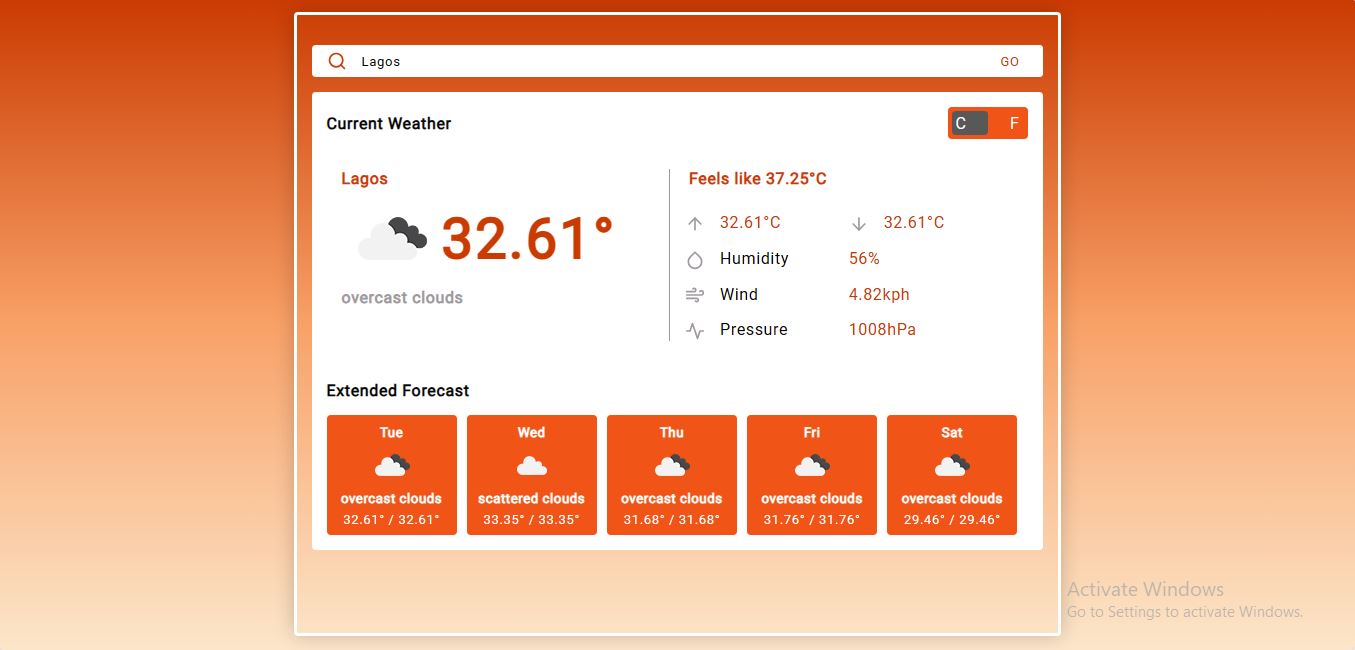 Lagos GO
Current Weather C F
Lagos
32.61°
overcast clouds
Feels like 37.25°C
32.61°C 32.61°C
Humidity 56%
Wind 4.82kph
Pressure 1008hPa
Extended Forecast
Tue
overcast clouds
32.61° / 32.61°
Wed
scattered clouds
33.35° / 33.35°
Thu
overcast clouds
31.68° / 31.68°
Fri
overcast clouds
31.76° / 31.76°
Sat
overcast clouds
29.46° / 29.46°
Activate Windows
Go to Settings to activate Windows.